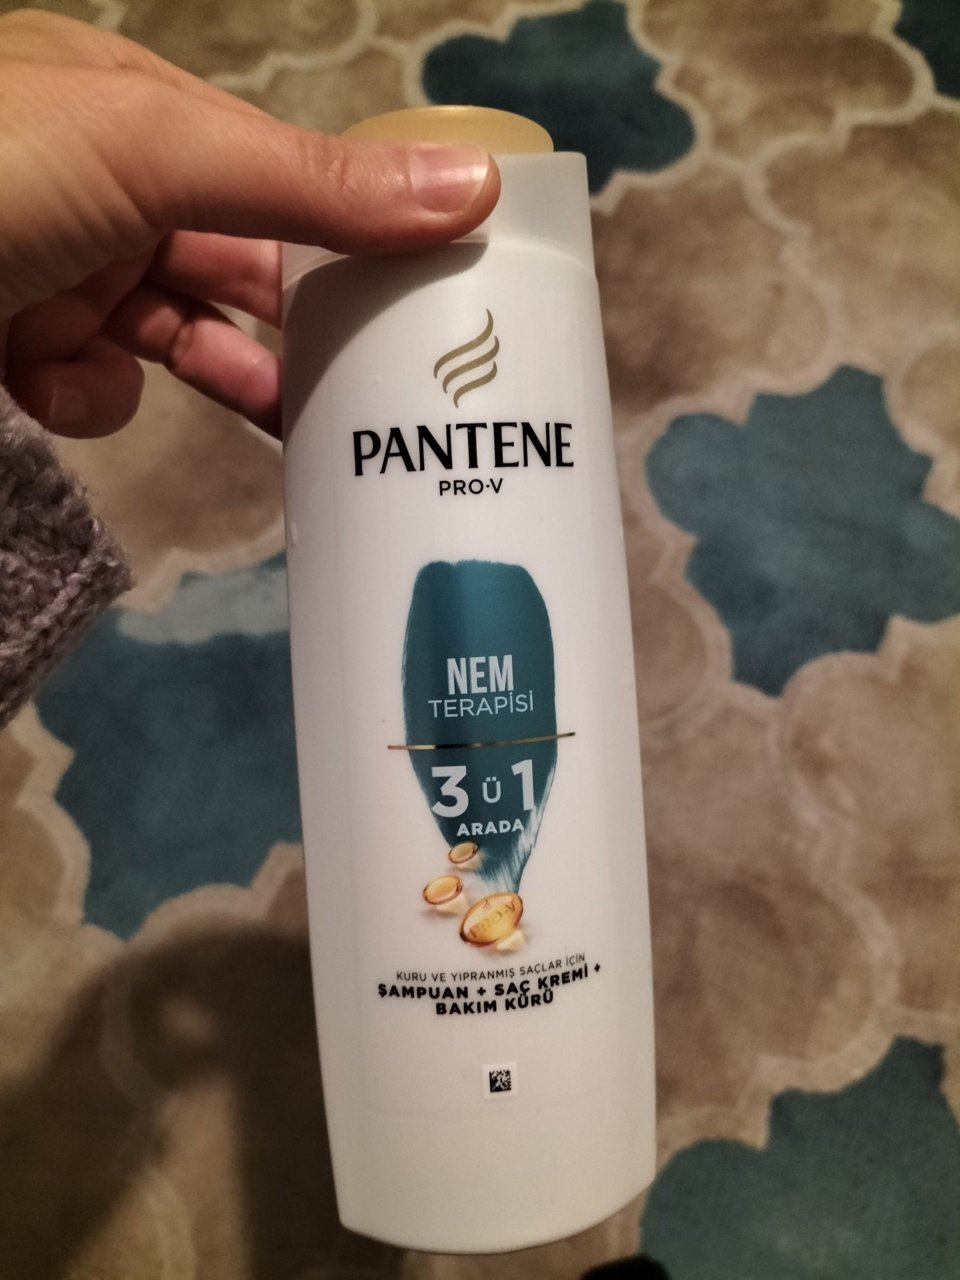 PANTENE
PRO-V
NEM
TERAPİSİ
3 Ü 1
ARADA
KURU VE YIPRANMIŞ SAÇLAR İÇİN
ŞAMPUAN + SAÇ KREMİ +
BAKIM KÜRÜ